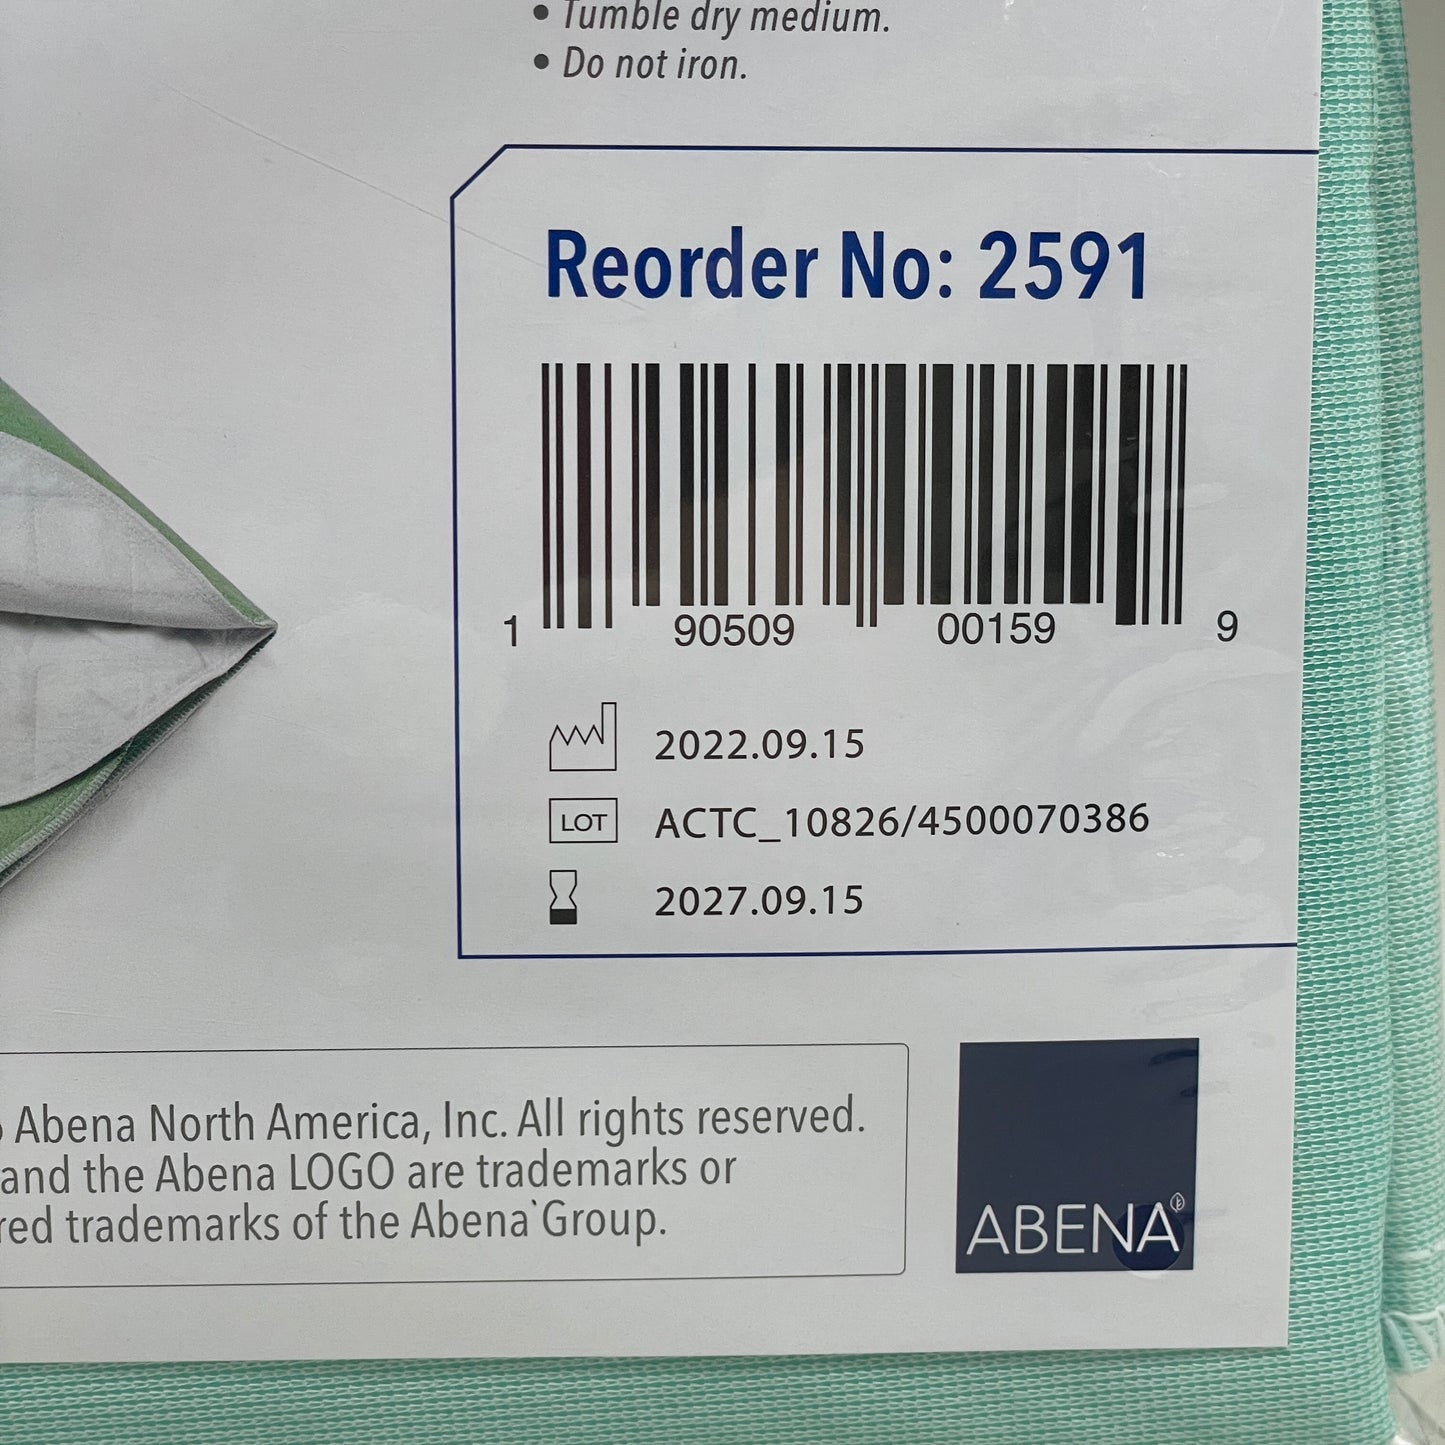 • Tumble dry medium.
• Do not iron.
Reorder No: 2591
1 90509 00159 9
2022.09.15
LOT ACTC_10826/4500070386
2027.09.15
Abena North America, Inc. All rights reserved.
and the Abena LOGO are trademarks or
red trademarks of the Abena Group.
ABENA